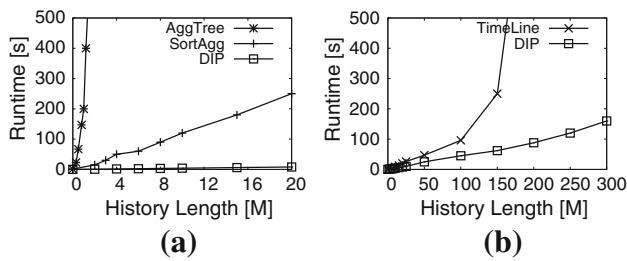 500
400
300
200
100
0
Runtime [s]
AggTree
SortAgg
DIP
0 4 8 12 16 20
History Length [M]
(a)
500
400
300
200
100
0
Runtime [s]
TimeLine
DIP
0 50 100 150 200 250 300
History Length [M]
(b)